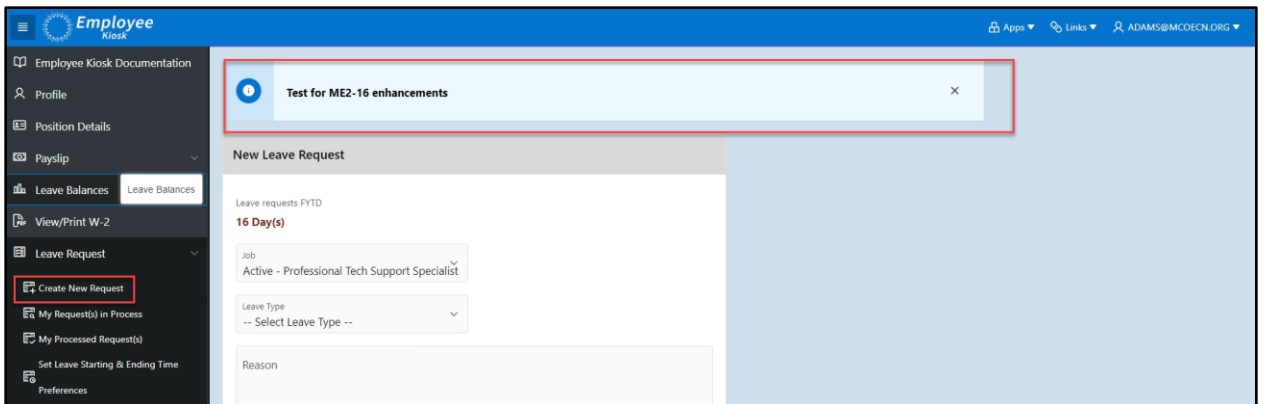 Employee
Kiosk
Apps
Links
ADAMS@MCOECN.ORG
Employee Kiosk Documentation
Profile
Position Details
Payslip
Leave Balances
Leave Balances
View/Print W-2
Leave Request
Create New Request
My Request(s) in Process
My Processed Request(s)
Set Leave Starting & Ending Time
Preferences
Test for ME2-16 enhancements
New Leave Request
Leave requests FYTD
16 Day(s)
Job
Active - Professional Tech Support Specialist
Leave Type
-- Select Leave Type --
Reason